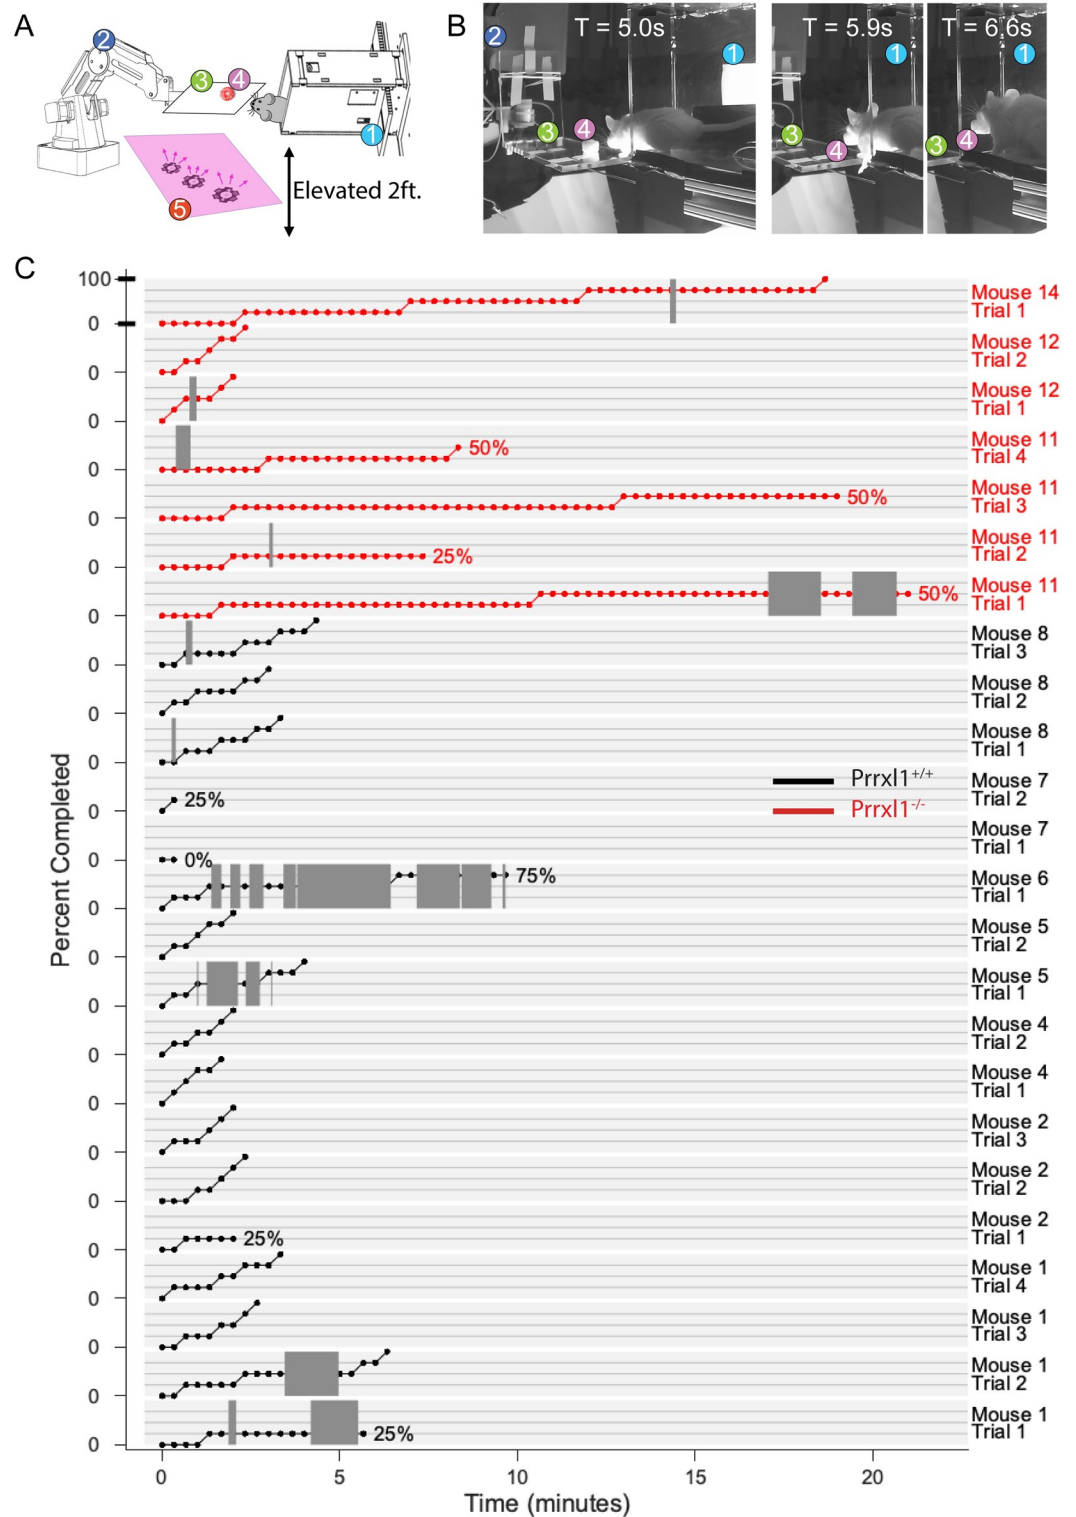 A
2
3
4
1
5
Elevated 2ft.
B
T = 5.0s
2
1
3
4
T = 5.9s
1
3
4
T = 6.6s
1
3
4
C
100
0
Mouse 14
Trial 1
0
Mouse 12
Trial 2
0
Mouse 12
Trial 1
0
50%
Mouse 11
Trial 4
0
50%
Mouse 11
Trial 3
0
25%
Mouse 11
Trial 2
0
50%
Mouse 11
Trial 1
0
Mouse 8
Trial 3
0
Mouse 8
Trial 2
0
Mouse 8
Trial 1
0
25%
Mouse 7
Trial 2
Prrxl1+/+
Prrxl1-/-
0
0%
Mouse 7
Trial 1
0
75%
Mouse 6
Trial 1
0
Mouse 5
Trial 2
0
Mouse 5
Trial 1
0
Mouse 4
Trial 2
0
Mouse 4
Trial 1
0
Mouse 2
Trial 3
0
Mouse 2
Trial 2
0
25%
Mouse 2
Trial 1
0
Mouse 1
Trial 4
0
Mouse 1
Trial 3
0
Mouse 1
Trial 2
0
25%
Mouse 1
Trial 1
Percent Completed
0 5 10 15 20
Time (minutes)